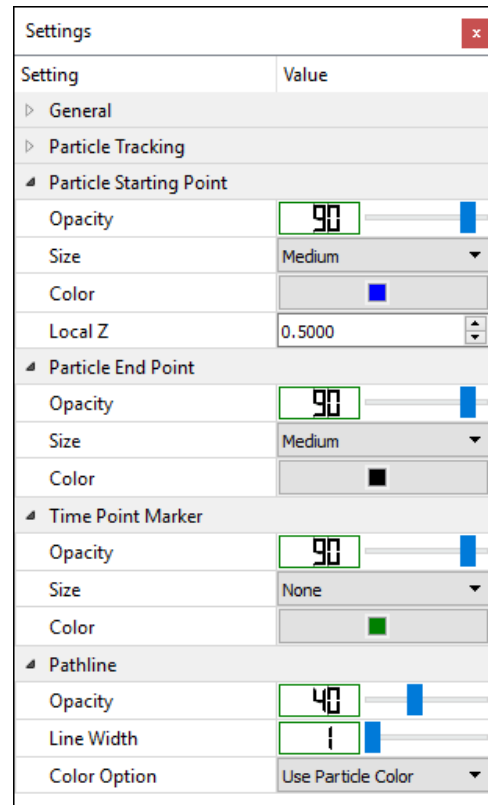 Settings x
Setting Value
General
Particle Tracking
Particle Starting Point
Opacity 90
Size Medium
Color
Local Z 0.5000
Particle End Point
Opacity 90
Size Medium
Color
Time Point Marker
Opacity 90
Size None
Color
Pathline
Opacity 40
Line Width 1
Color Option Use Particle Color